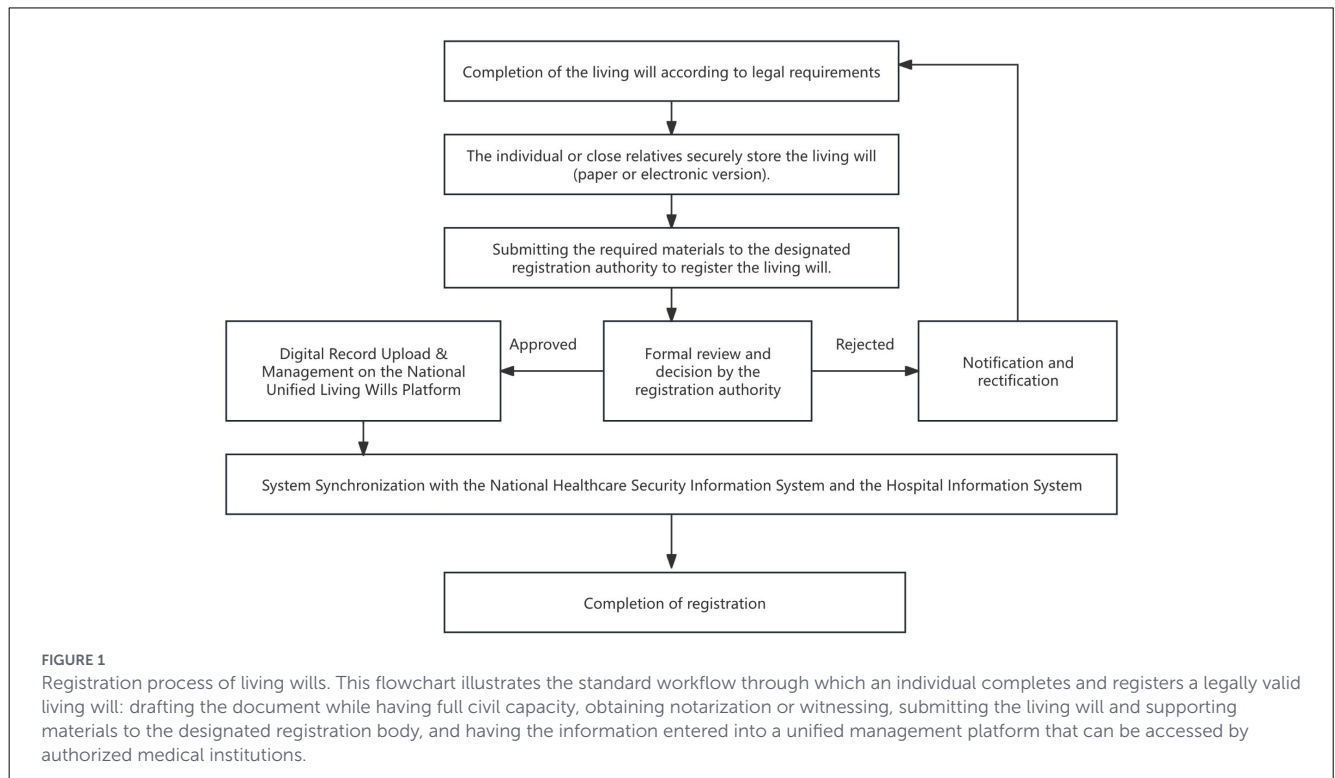 Completion of the living will according to legal requirements
The individual or close relatives securely store the living will
(paper or electronic version).
Submitting the required materials to the designated
registration authority to register the living will.
Digital Record Upload &
Management on the National
Unified Living Wills Platform
Approved
Formal review and
decision by the
registration authority
Rejected
Notification and
rectification
System Synchronization with the National Healthcare Security Information System and the Hospital Information System
Completion of registration
FIGURE 1
Registration process of living wills. This flowchart illustrates the standard workflow through which an individual completes and registers a legally valid
living will: drafting the document while having full civil capacity, obtaining notarization or witnessing, submitting the living will and supporting
materials to the designated registration body, and having the information entered into a unified management platform that can be accessed by
authorized medical institutions.